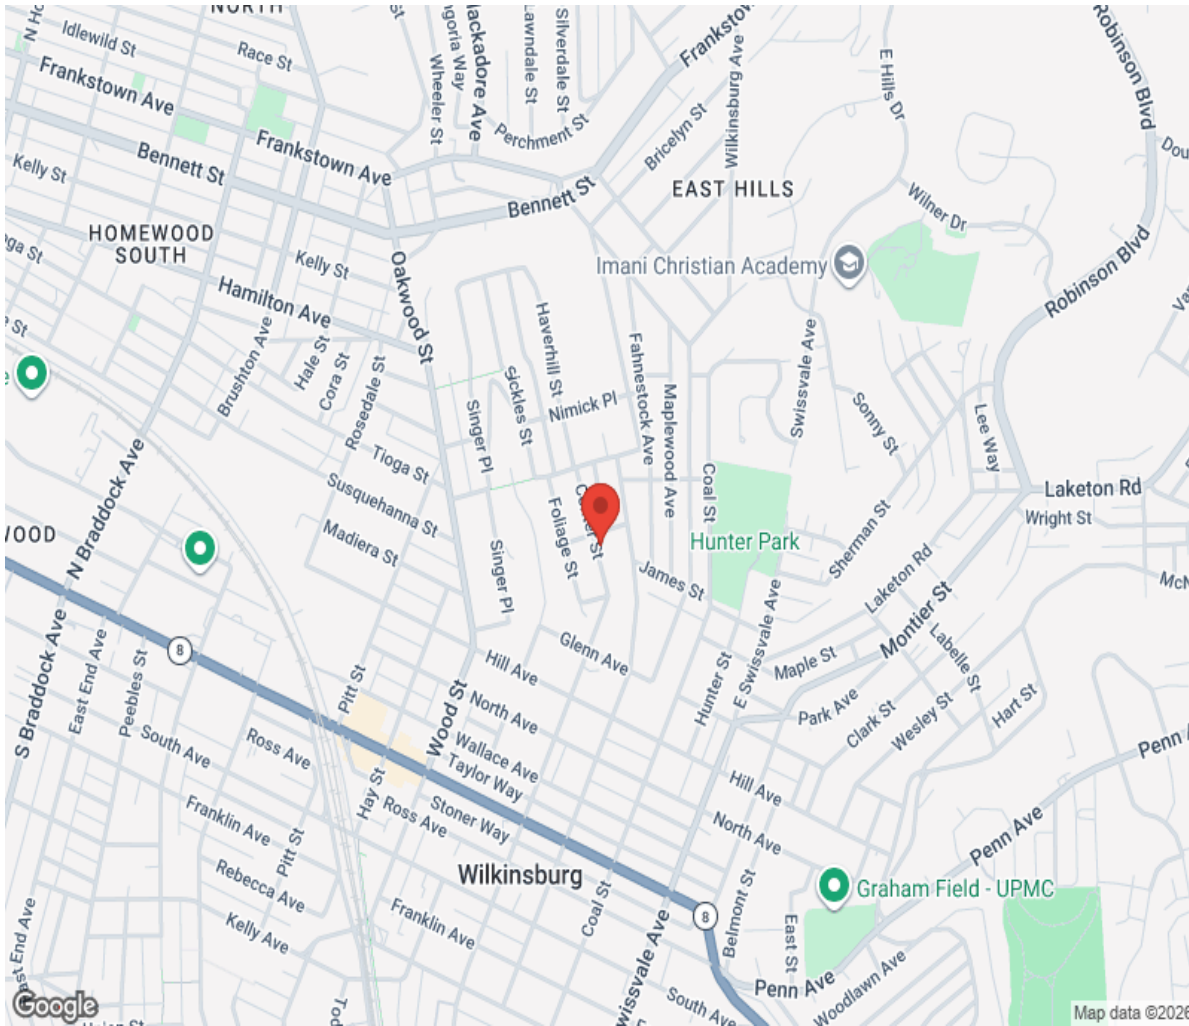 NORTH
Idlewild St
Race St
Frankstown Ave
Frankstown Ave
Bennett St
Kelly St
HOMEWOOD
SOUTH
Kelly St
Hamilton Ave
Oakwood St
Wheeler St
Mackadore Ave
Lawndale St
Silverdale St
Perchment St
Bennett St
Bricelyn St
Wilkinsburg Ave
EAST HILLS
E Hills Dr
Wilner Dr
Robinson Blvd
Robinson Blvd
Imani Christian Academy
Brushton Ave
Hale St
Cora St
Rosedale St
Tioga St
Susquehanna St
Madiera St
N Braddock Ave
S Braddock Ave
East End Ave
Peebles St
South Ave
8
Sickles St
Haverhill St
Nimick Pl
Singer Pl
Singer Pl
Foliage St
Fahnestock Ave
Maplewood Ave
Coal St
Swissvale Ave
Sonny St
Lee Way
Laketon Rd
Wright St
Hunter Park
James St
Sherman St
Laketon Rd
Montier St
Labelle St
Glenn Ave
Hill Ave
North Ave
Wallace Ave
Taylor Way
Wood St
Pitt St
Hay St
Ross Ave
Ross Ave
Stoner Way
Franklin Ave
Pitt St
Rebecca Ave
Kelly Ave
Franklin Ave
Wilkinsburg
Coal St
Hunter St
E Swissvale Ave
Maple St
Park Ave
Clark St
Wesley St
Hart St
Hill Ave
North Ave
Penn Ave
Graham Field - UPMC
8
Belmont St
East St
Penn Ave
Woodlawn Ave
South Ave
Google
Map data ©2026